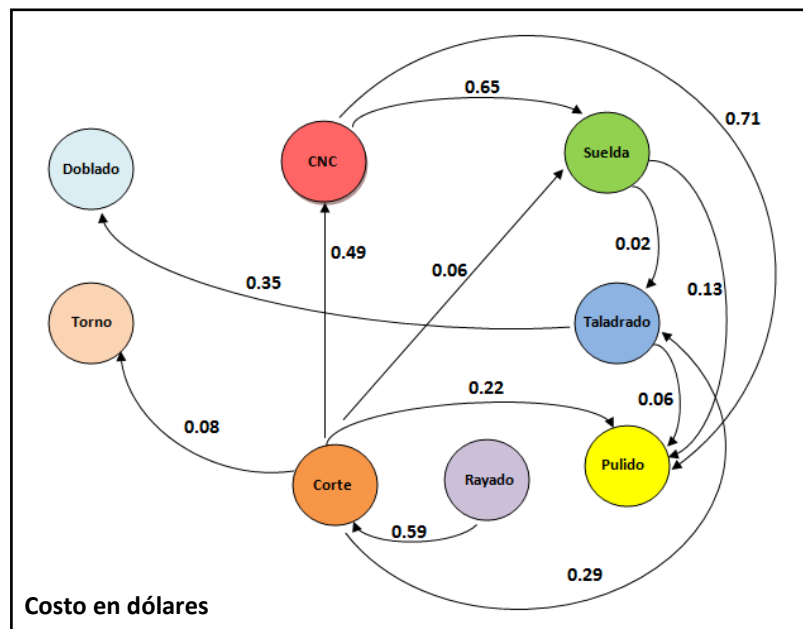 0.65
0.71
Doblado
CNC
Suelda
0.49
0.06
0.02
0.35
0.13
Torno
Taladrado
0.22
0.06
0.08
Corte
Rayado
Pulido
0.59
0.29
Costo en dólares